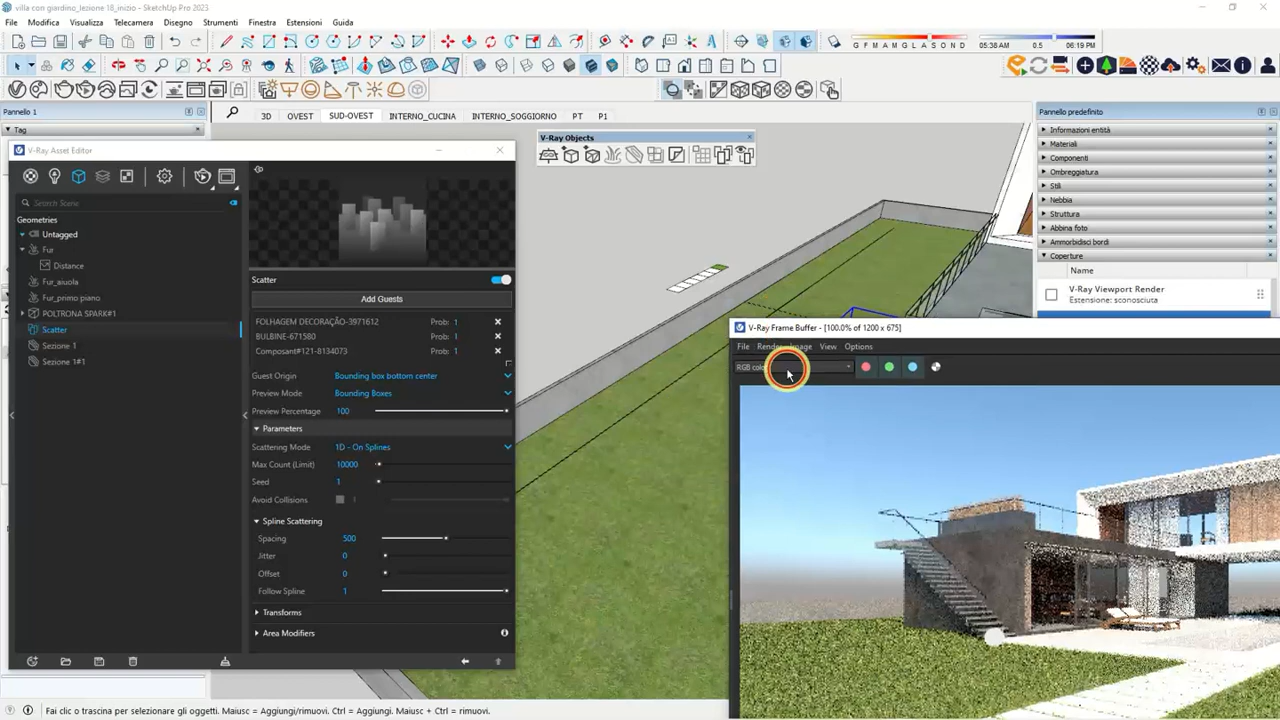 villa con giardino_lezione 18_inizio - SketchUp Pro 2023
File Modifica Visualizza Telecamera Disegno Strumenti Finestra Estensioni Guida
G F M A M G L A S O N D 05:38 AM 0.5 06:19 PM
Pannello 1
Tag
3D OVEST SUD-OVEST INTERNO_CUCINA INTERNO_SOGGIORNO PT P1
V-Ray Objects
V-Ray Asset Editor
Search Scene
Geometries
Untagged
Fur
Distance
Fur_aiuola
Fur_primo piano
POLTRONA SPARK#1
Scatter
Sezione 1
Sezione 1#1
Scatter
Add Guests
FOLHAGEM DECORAÇÃO-3971612 Prob: 1
BULBINE-671580 Prob: 1
Composant#121-8134073 Prob: 1
Guest Origin Bounding box bottom center
Preview Mode Bounding Boxes
Preview Percentage 100
Parameters
Scattering Mode 1D - On Splines
Max Count (Limit) 10000
Seed 1
Avoid Collisions
Spline Scattering
Spacing 500
Jitter 0
Offset 0
Follow Spline 1
Transforms
Area Modifiers
V-Ray Frame Buffer - [100.0% of 1200 x 675]
File Render Image View Options
RGB color
Pannello predefinito
Informazioni entità
Materiali
Componenti
Ombreggiatura
Stili
Nebbia
Struttura
Abbina foto
Ammorbidisci bordi
Coperture
Name
V-Ray Viewport Render
Estensione: sconosciuta
Fai clic o trascina per selezionare gli oggetti. Maiusc = Aggiungi/rimuovi. Ctrl = Aggiungi. Maiusc + Ctrl = rimuovi.